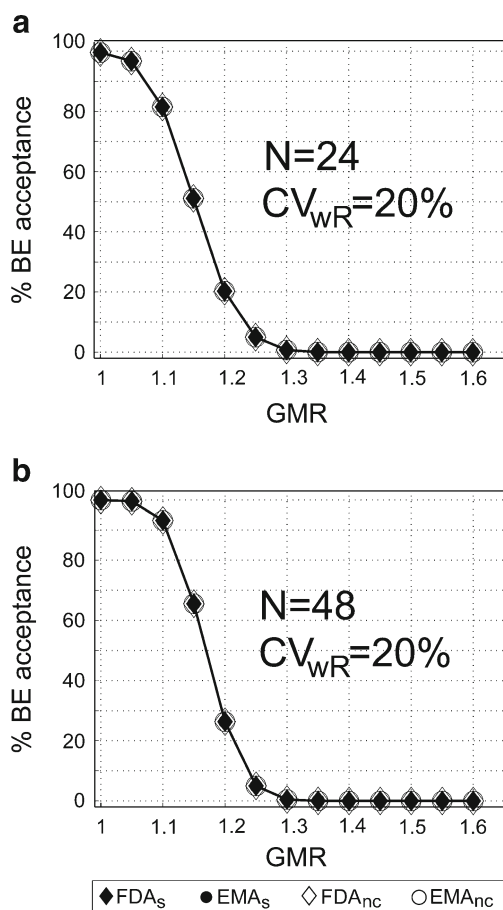 a
100
80
60
40
20
0
% BE acceptance
N=24
CVwR=20%
1 1.1 1.2 1.3 1.4 1.5 1.6
GMR
b
100
80
60
40
20
0
% BE acceptance
N=48
CVwR=20%
1 1.1 1.2 1.3 1.4 1.5 1.6
GMR
FDAs EMAs FDAnc EMAnc